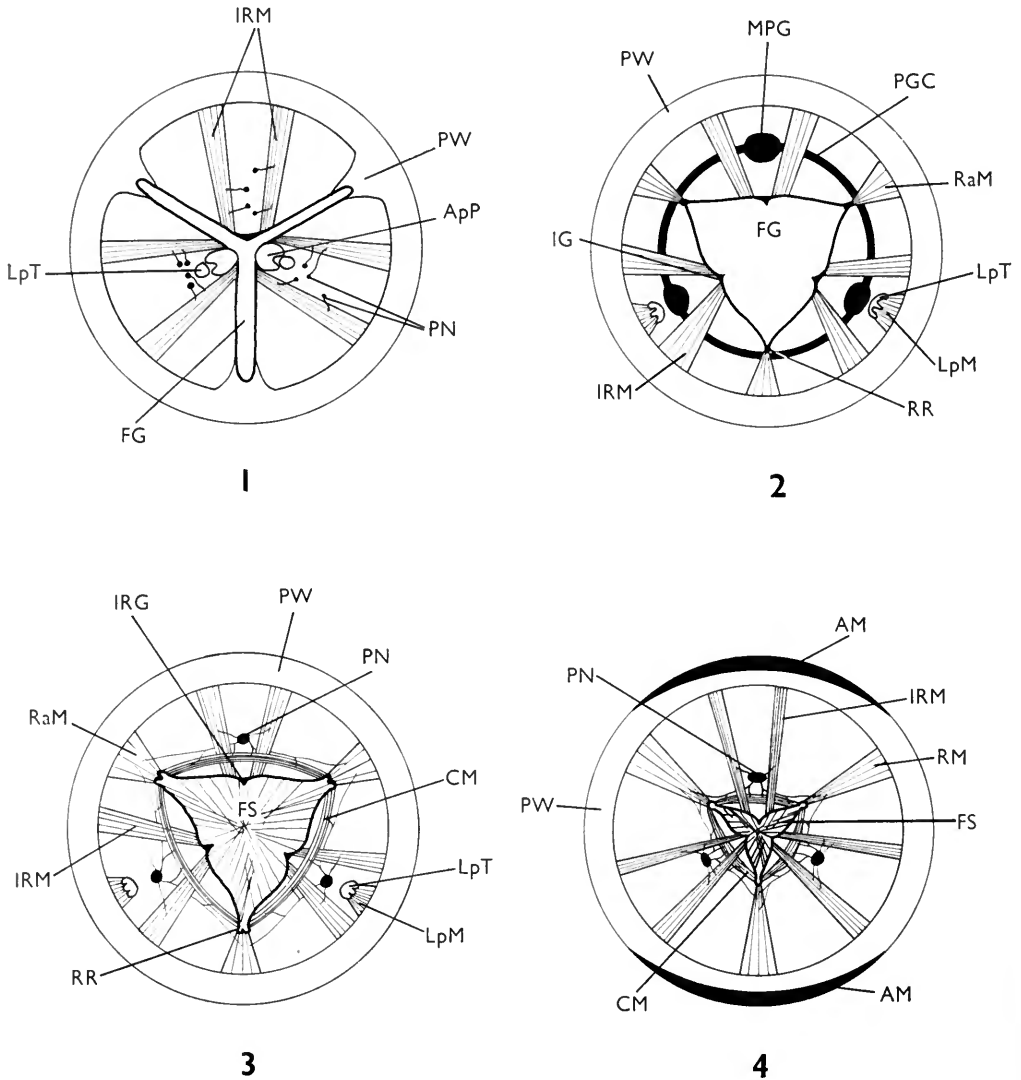 IRM
PW
ApP
LpT
PN
FG
1
MPG
PW
PGC
RaM
FG
IG
LpT
LpM
IRM
RR
2
IRG
PW
PN
RaM
CM
FS
IRM
LpT
LpM
RR
3
AM
PN
IRM
RM
PW
FS
CM
AM
4